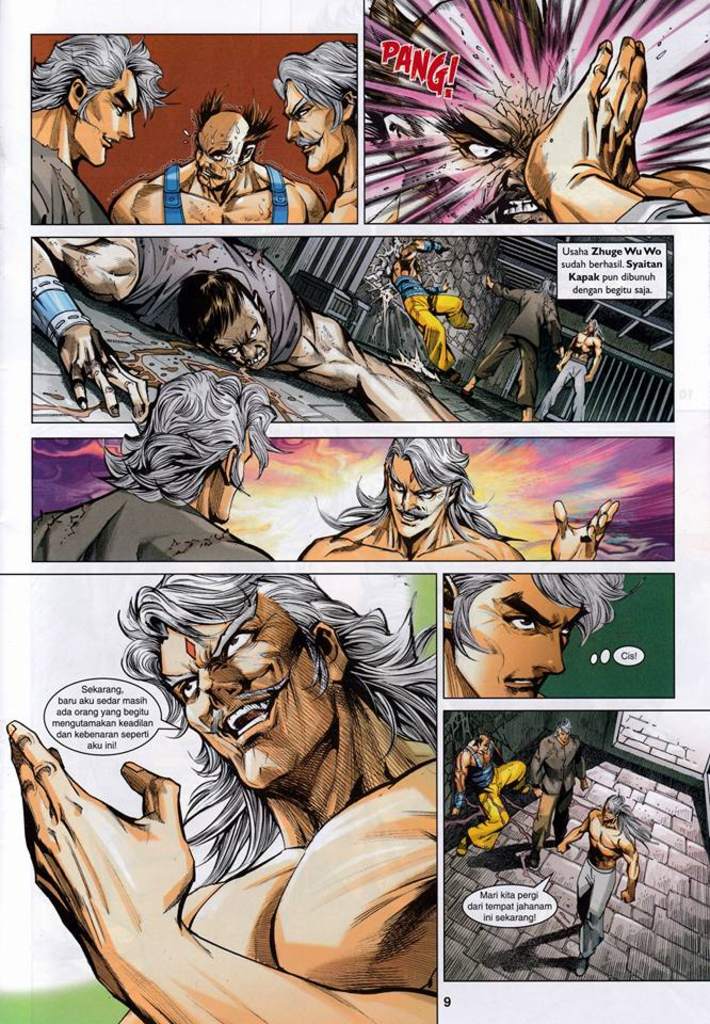 PANG!
Usaha Zhuge Wu Wo
sudah berhasil. Syaitan
Kapak pun dibunuh
dengan begitu saja.
Sekarang,
baru aku sedar masih
ada orang yang begitu
mengutamakan keadilan
dan kebenaran seperti
aku ini!
Cis!
Mari kita pergi
dari tempat jahanam
ini sekarang!
9